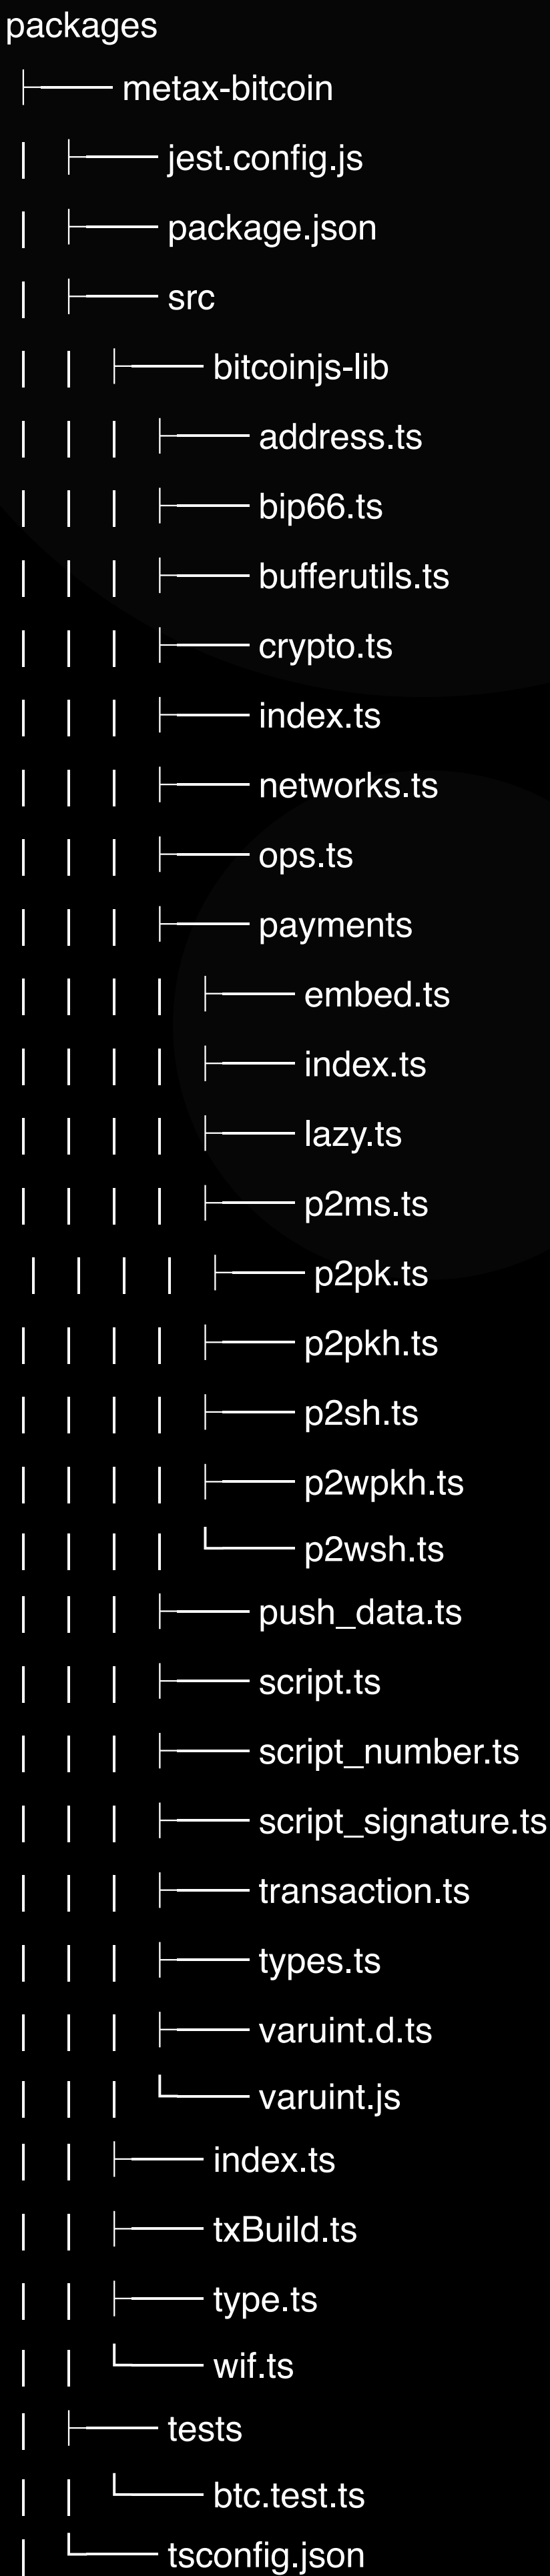 packages
├── metax-bitcoin
│ ├── jest.config.js
│ ├── package.json
│ ├── src
│ │ ├── bitcoinjs-lib
│ │ │ ├── address.ts
│ │ │ ├── bip66.ts
│ │ │ ├── bufferutils.ts
│ │ │ ├── crypto.ts
│ │ │ ├── index.ts
│ │ │ ├── networks.ts
│ │ │ ├── ops.ts
│ │ │ ├── payments
│ │ │ │ ├── embed.ts
│ │ │ │ ├── index.ts
│ │ │ │ ├── lazy.ts
│ │ │ │ ├── p2ms.ts
│ │ │ │ ├── p2pk.ts
│ │ │ │ ├── p2pkh.ts
│ │ │ │ ├── p2sh.ts
│ │ │ │ ├── p2wpkh.ts
│ │ │ │ └── p2wsh.ts
│ │ │ ├── push_data.ts
│ │ │ ├── script.ts
│ │ │ ├── script_number.ts
│ │ │ ├── script_signature.ts
│ │ │ ├── transaction.ts
│ │ │ ├── types.ts
│ │ │ ├── varuint.d.ts
│ │ │ └── varuint.js
│ │ ├── index.ts
│ │ ├── txBuild.ts
│ │ ├── type.ts
│ │ └── wif.ts
│ ├── tests
│ │ └── btc.test.ts
│ └── tsconfig.json